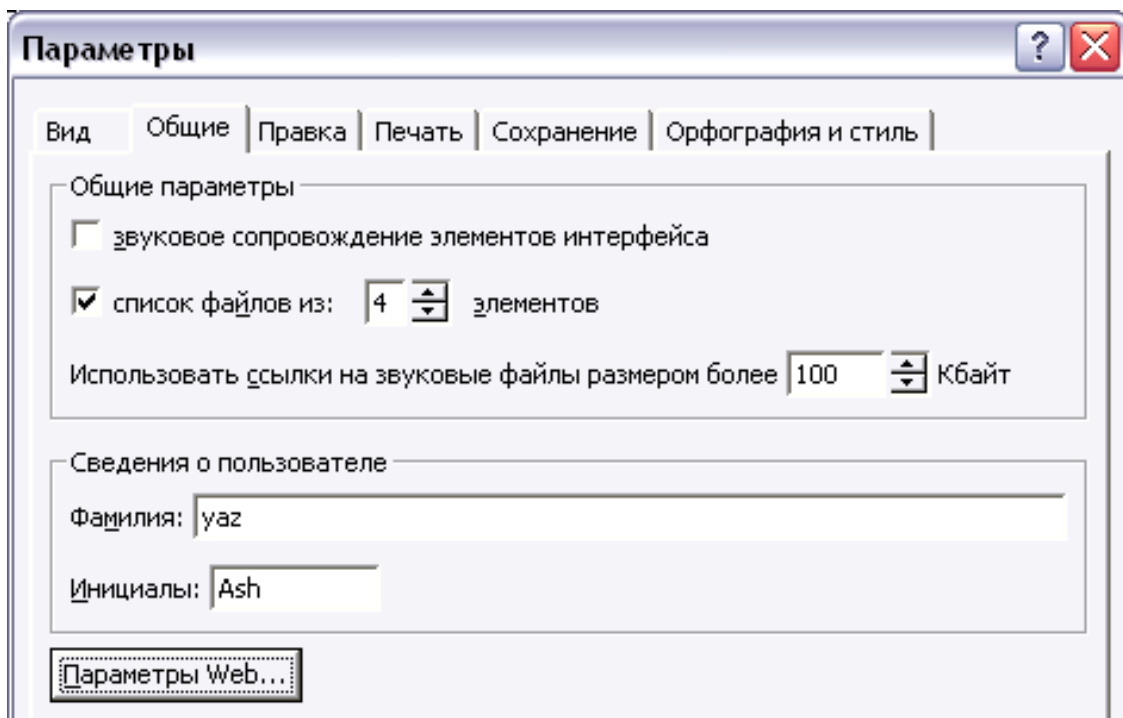 Параметры
?
Вид Общие Правка Печать Сохранение Орфография и стиль
Общие параметры
звуковое сопровождение элементов интерфейса
список файлов из: 4 элементов
Использовать ссылки на звуковые файлы размером более 100 Кбайт
Сведения о пользователе
Фамилия: yaz
Инициалы: Ash
Параметры Web...